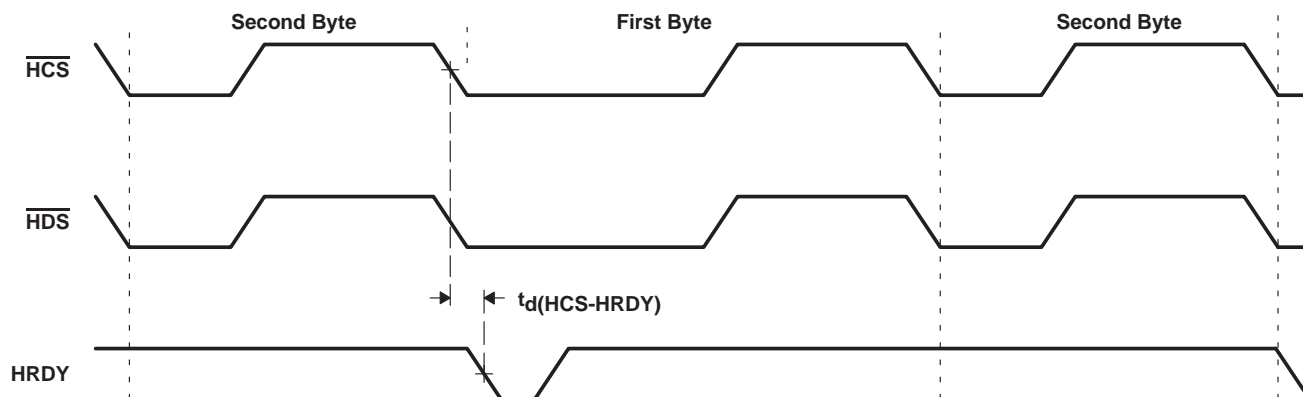 Second Byte First Byte Second Byte
HCS
HDS
td(HCS-HRDY)
HRDY